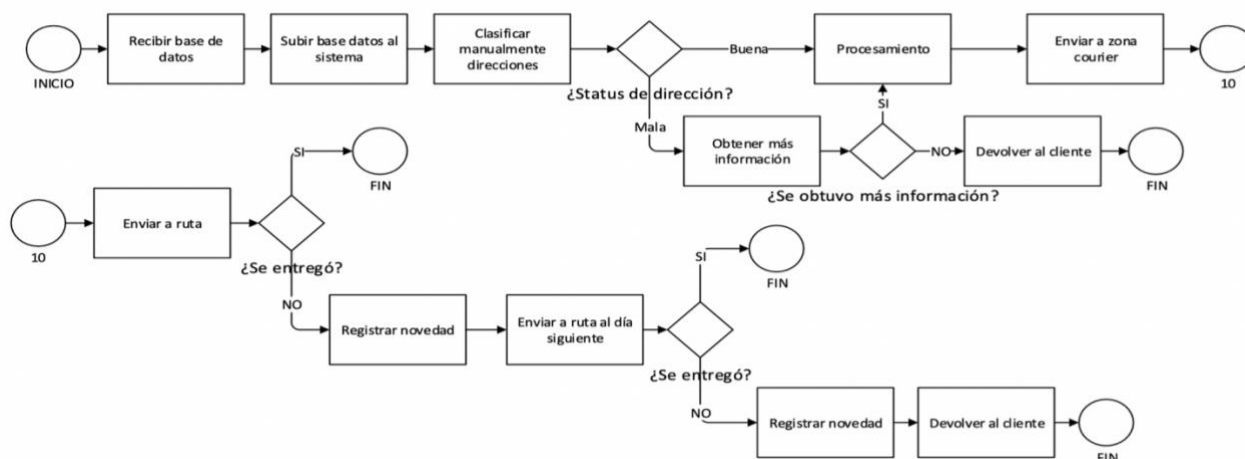 INICIO
Recibir base de
datos
Subir base datos al
sistema
Clasificar
manualmente
direcciones
¿Status de dirección?
Buena
Mala
Procesamiento
Enviar a zona
courier
10
Obtener más
información
SI
¿Se obtuvo más información?
NO
Devolver al cliente
FIN
10
Enviar a ruta
¿Se entregó?
SI
FIN
NO
Registrar novedad
Enviar a ruta al día
siguiente
¿Se entregó?
SI
FIN
NO
Registrar novedad
Devolver al cliente
FIN